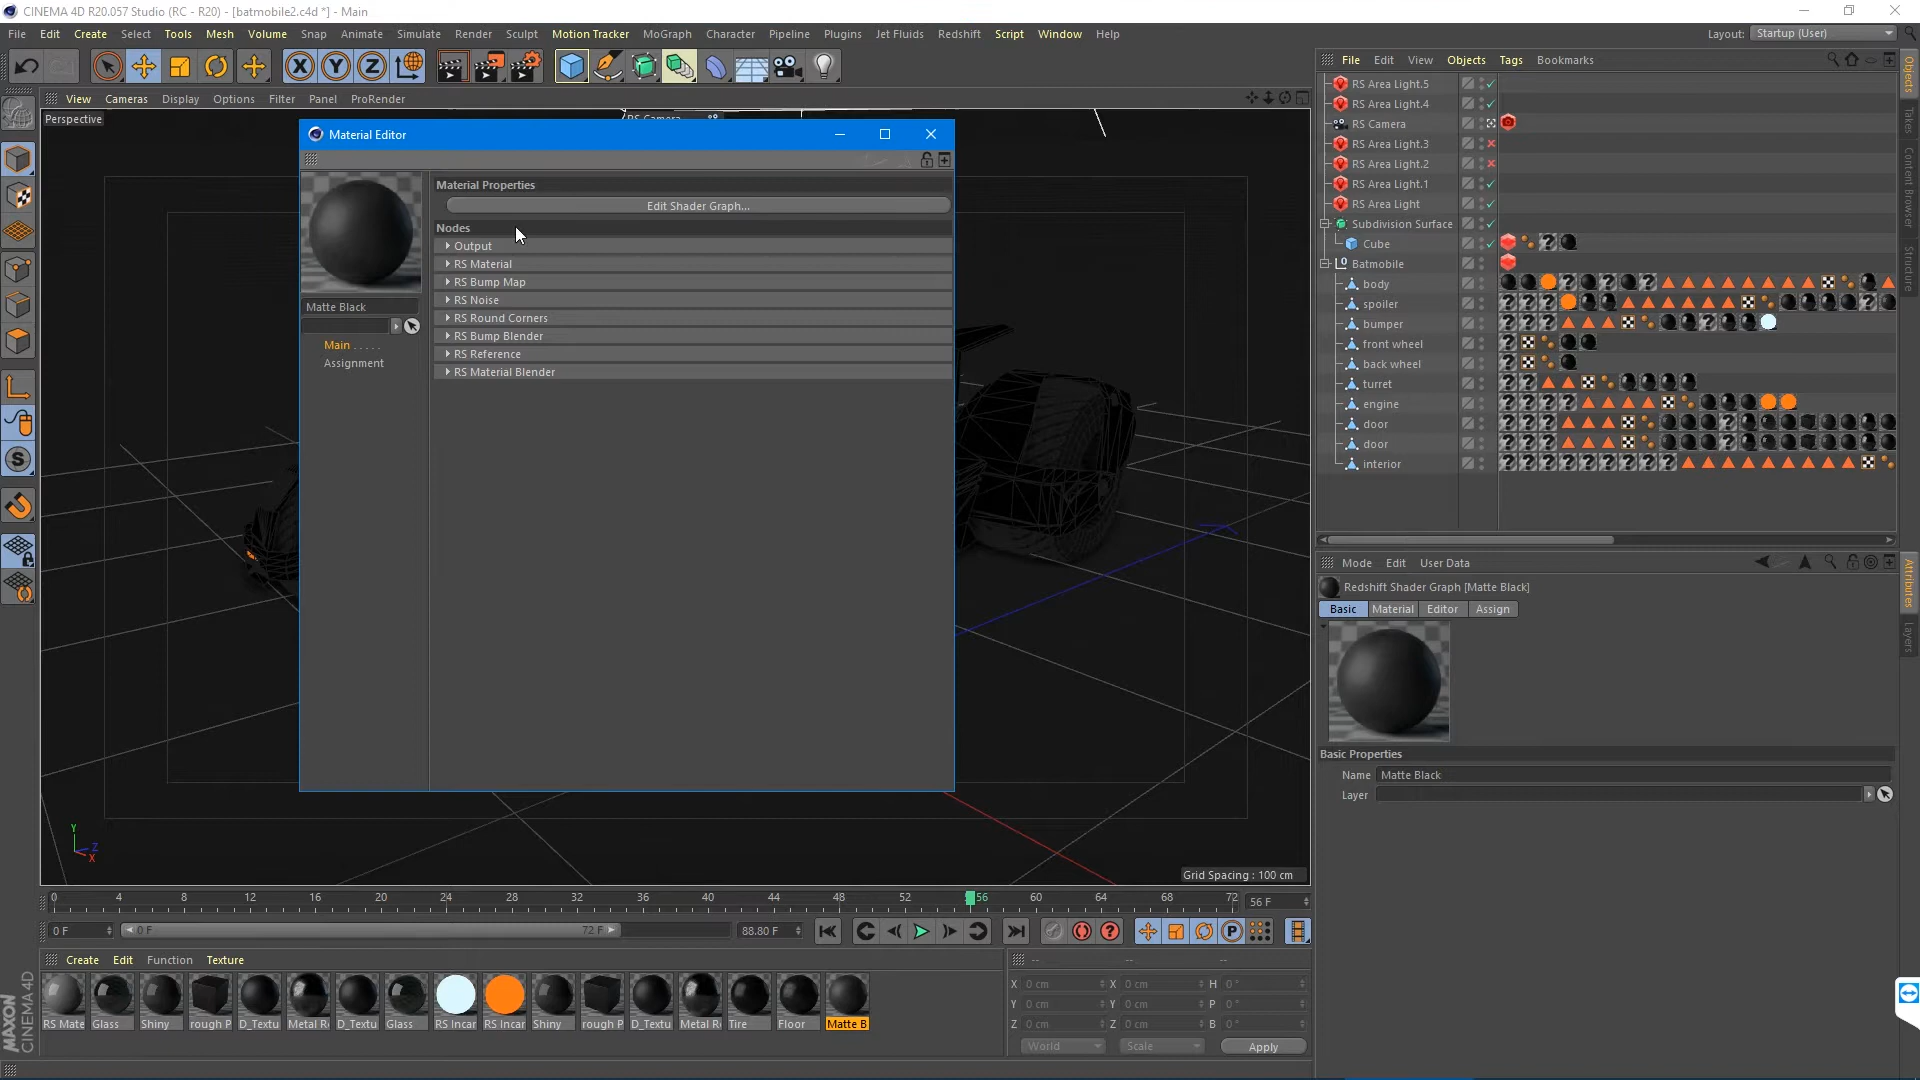 CINEMA 4D R20.057 Studio (RC - R20) - [batmobile2.c4d *] - Main
File Edit Create Select Tools Mesh Volume Snap Animate Simulate Render Sculpt Motion Tracker MoGraph Character Pipeline Plugins Jet Fluids Redshift Script Window Help
Layout: Startup (User)
File Edit View Objects Tags Bookmarks
View Cameras Display Options Filter Panel ProRender
Perspective
RS Camera
Material Editor
Material Properties
Edit Shader Graph...
Nodes
Output
RS Material
RS Bump Map
RS Noise
RS Round Corners
RS Bump Blender
RS Reference
RS Material Blender
Matte Black
Main . . . . .
Assignment
RS Area Light.5
RS Area Light.4
RS Camera
RS Area Light.3
RS Area Light.2
RS Area Light.1
RS Area Light
Subdivision Surface
Cube
Batmobile
body
spoiler
bumper
front wheel
back wheel
turret
engine
door
door
interior
Objects
Takes
Content Browser
Structure
Mode Edit User Data
Redshift Shader Graph [Matte Black]
Basic Material Editor Assign
Basic Properties
Name Matte Black
Layer
Attributes
Layers
Y
Z
X
Grid Spacing : 100 cm
0 4 8 12 16 20 24 28 32 36 40 44 48 52 56 60 64 68 72
56 F
0 F
0 F
72 F
88.80 F
Create Edit Function Texture
RS Mate Glass Shiny rough P D_Textu Metal R D_Textu Glass RS Incar RS Incar Shiny rough P D_Textu Metal R Tire Floor Matte B
-- -- --
X 0 cm X 0 cm H 0 °
Y 0 cm Y 0 cm P 0 °
Z 0 cm Z 0 cm B 0 °
World Scale Apply
MAXON
CINEMA 4D